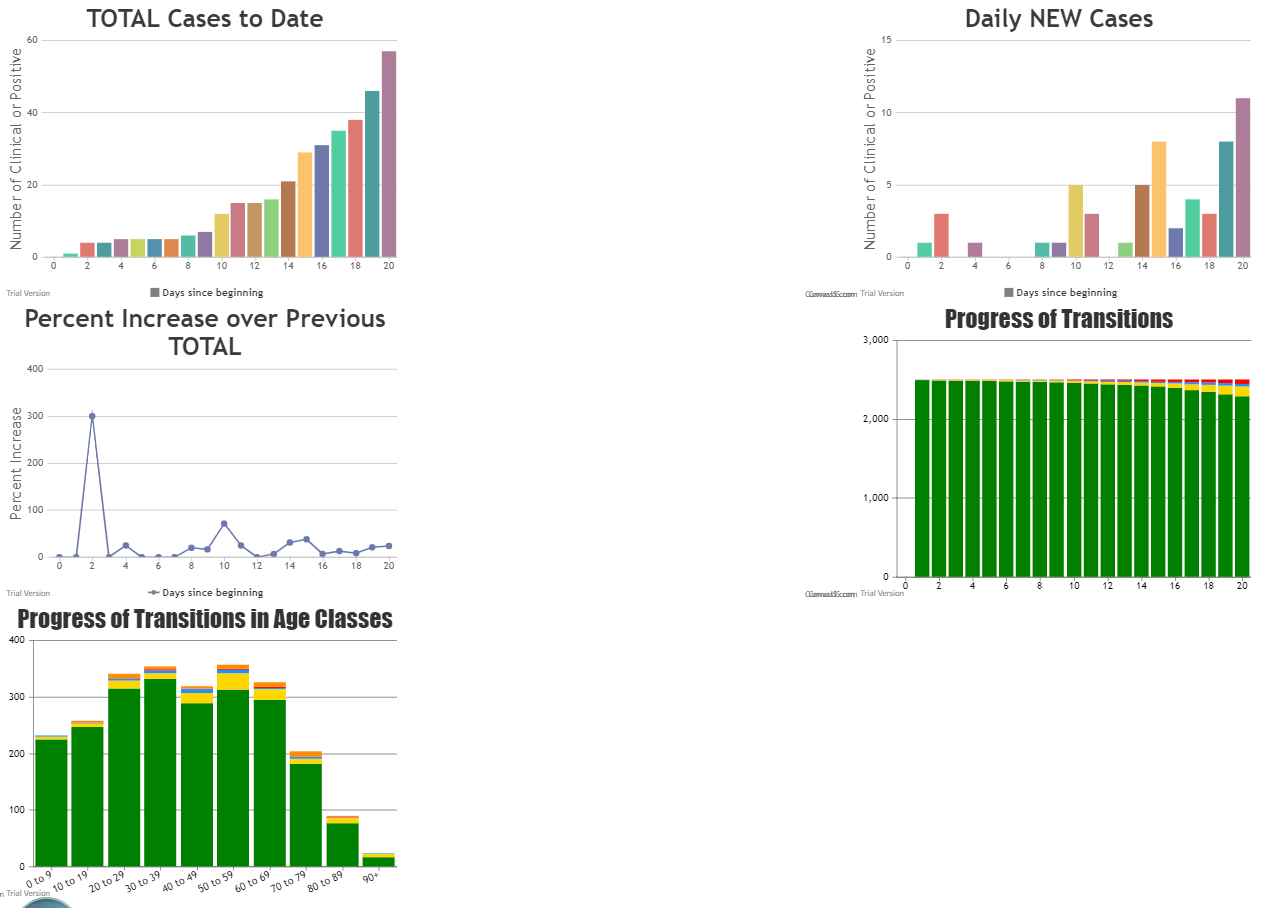 TOTAL Cases to Date
Number of Clinical or Positive
60
40
20
0
0 2 4 6 8 10 12 14 16 18 20
Trial Version
Days since beginning
Daily NEW Cases
Number of Clinical or Positive
15
10
5
0
0 2 4 6 8 10 12 14 16 18 20
Trial Version
Days since beginning
Percent Increase over Previous
TOTAL
Percent Increase
400
300
200
100
0
0 2 4 6 8 10 12 14 16 18 20
Trial Version
Days since beginning
Progress of Transitions
3,000
2,000
1,000
0
0 2 4 6 8 10 12 14 16 18 20
Trial Version
Progress of Transitions in Age Classes
400
300
200
100
0
0 to 9 10 to 19 20 to 29 30 to 39 40 to 49 50 to 59 60 to 69 70 to 79 80 to 89 90+
Trial Version